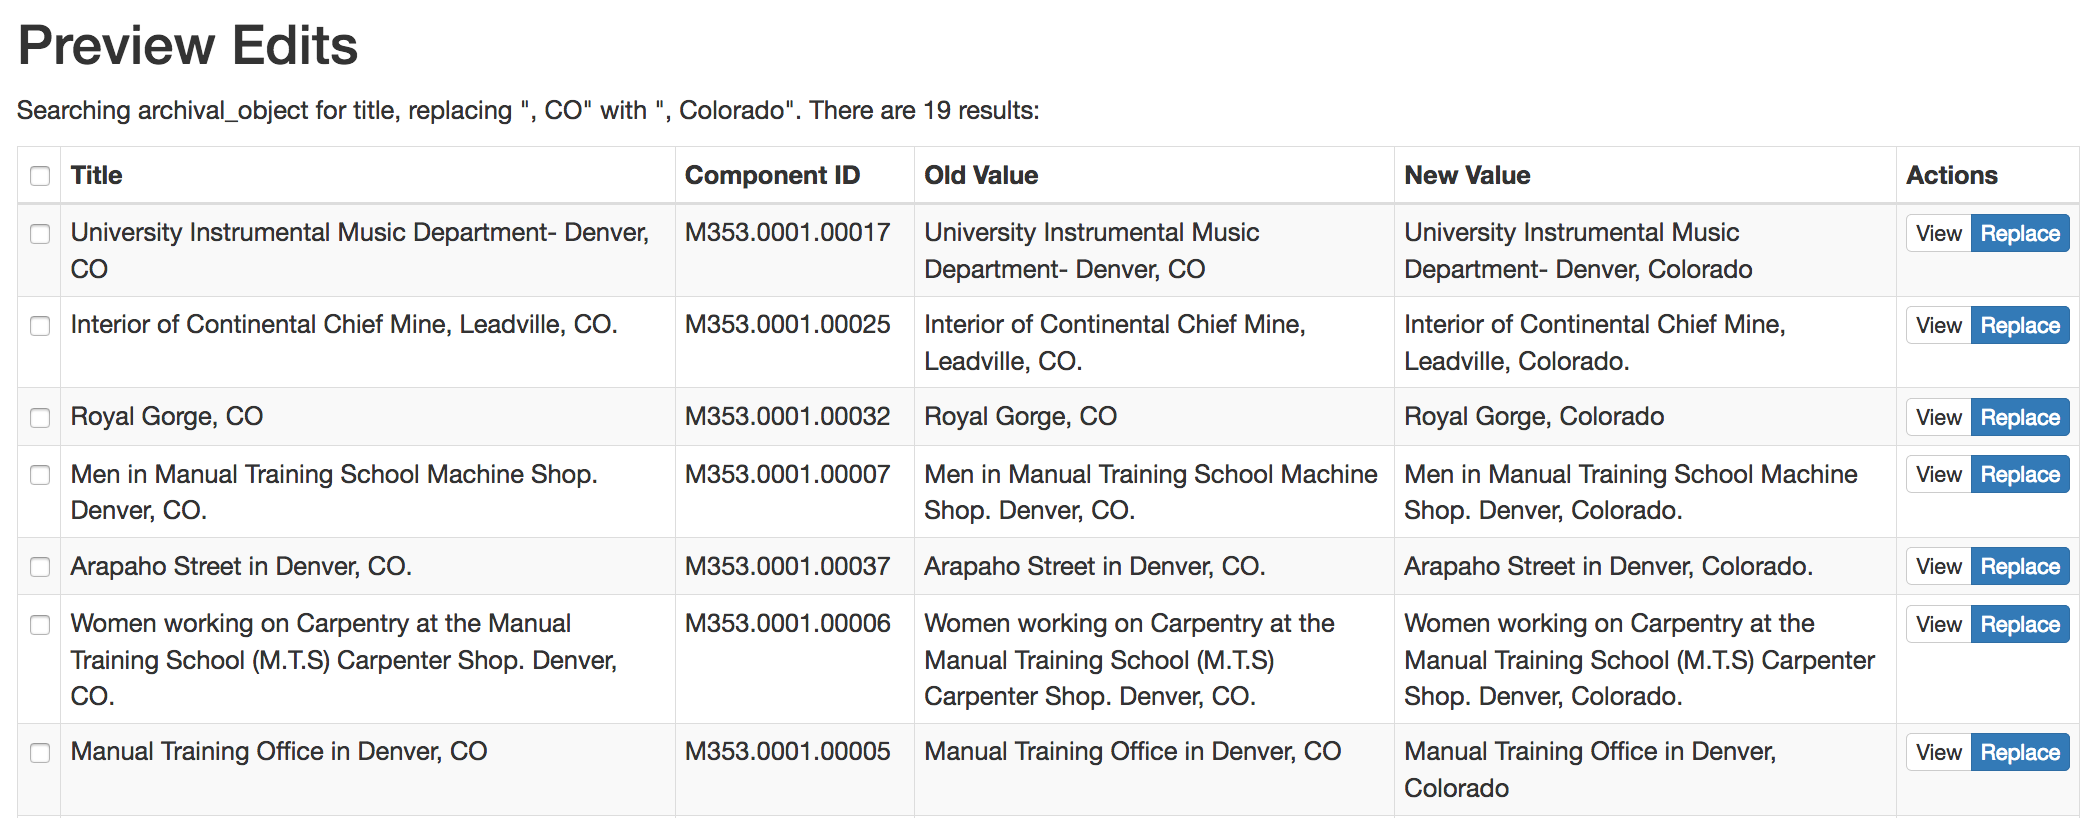 Preview Edits
Searching archival_object for title, replacing ", CO" with ", Colorado". There are 19 results:
Title Component ID Old Value New Value Actions
University Instrumental Music Department- Denver, M353.0001.00017 University Instrumental Music University Instrumental Music View Replace
CO Department- Denver, CO Department- Denver, Colorado
Interior of Continental Chief Mine, Leadville, CO. M353.0001.00025 Interior of Continental Chief Mine, Interior of Continental Chief Mine, View Replace
Leadville, CO. Leadville, Colorado.
Royal Gorge, CO M353.0001.00032 Royal Gorge, CO Royal Gorge, Colorado View Replace
Men in Manual Training School Machine Shop. M353.0001.00007 Men in Manual Training School Machine Men in Manual Training School Machine View Replace
Denver, CO. Shop. Denver, CO. Shop. Denver, Colorado.
Arapaho Street in Denver, CO. M353.0001.00037 Arapaho Street in Denver, CO. Arapaho Street in Denver, Colorado. View Replace
Women working on Carpentry at the Manual M353.0001.00006 Women working on Carpentry at the Women working on Carpentry at the View Replace
Training School (M.T.S) Carpenter Shop. Denver, Manual Training School (M.T.S) Manual Training School (M.T.S) Carpenter
CO. Carpenter Shop. Denver, CO. Shop. Denver, Colorado.
Manual Training Office in Denver, CO M353.0001.00005 Manual Training Office in Denver, CO Manual Training Office in Denver, View Replace
Colorado